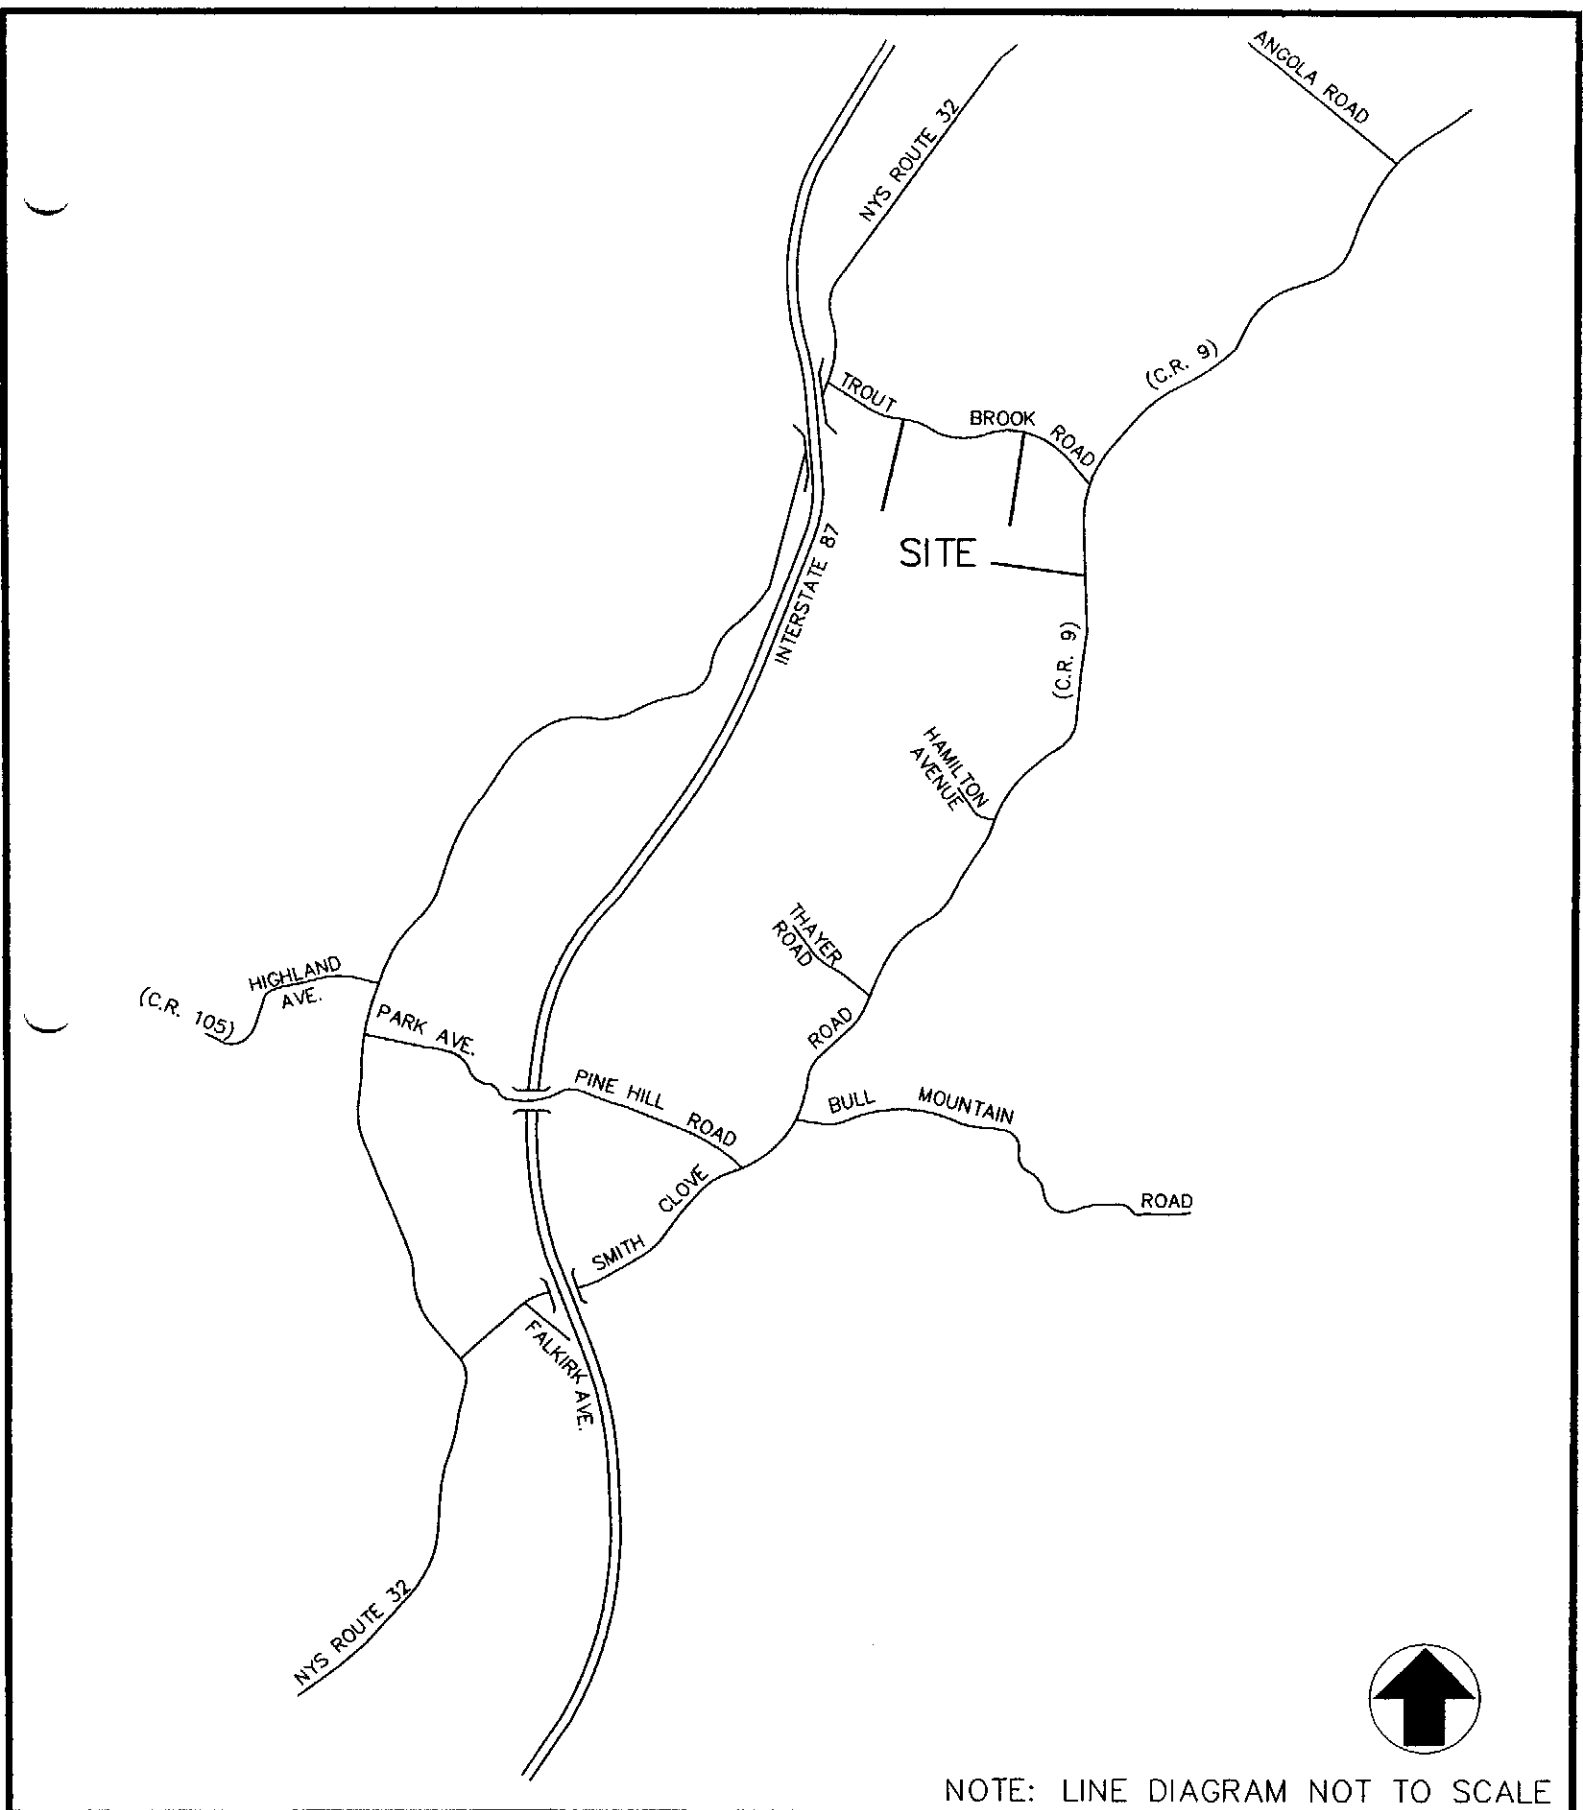 ANGOLA ROAD
NYS ROUTE 32
(C.R. 9)
TROUT BROOK ROAD
SITE
INTERSTATE 87
(C.R. 9)
HAMILTON
AVENUE
THAYER
ROAD
HIGHLAND
AVE.
(C.R. 105)
PARK AVE.
PINE HILL ROAD
BULL MOUNTAIN ROAD
SMITH CLOVE ROAD
FALKIRK AVE.
NYS ROUTE 32
NOTE: LINE DIAGRAM NOT TO SCALE